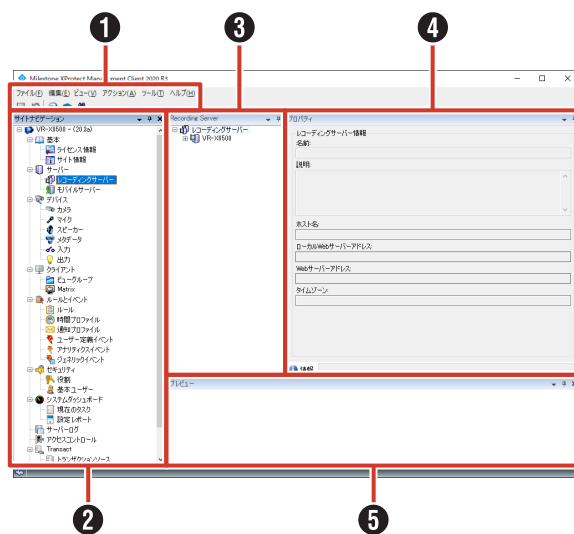 1
3
4
Milestone XProtect Management Client 2020 R3
ファイル(F) 編集(E) ビュー(V) アクション(A) ツール(T) ヘルプ(H)
サイトナビゲーション
VR-X8500 - (20.3a)
基本
ライセンス情報
サイト情報
サーバー
レコーディングサーバー
モバイルサーバー
デバイス
カメラ
マイク
スピーカー
メタデータ
入力
出力
クライアント
ビューグループ
Matrix
ルールとイベント
ルール
時間プロファイル
通知プロファイル
ユーザー定義イベント
アナリティクスイベント
ジェネリックイベント
セキュリティ
役割
基本ユーザー
システムダッシュボード
現在のタスク
設定レポート
サーバーログ
アクセスコントロール
Transact
トランザクションソース
Recording Server
レコーディングサーバー
VR-X8500
プロパティ
レコーディングサーバー情報
名前:
説明:
ホスト名:
ローカルWebサーバーアドレス:
Webサーバーアドレス:
タイムゾーン:
情報
プレビュー
2
5